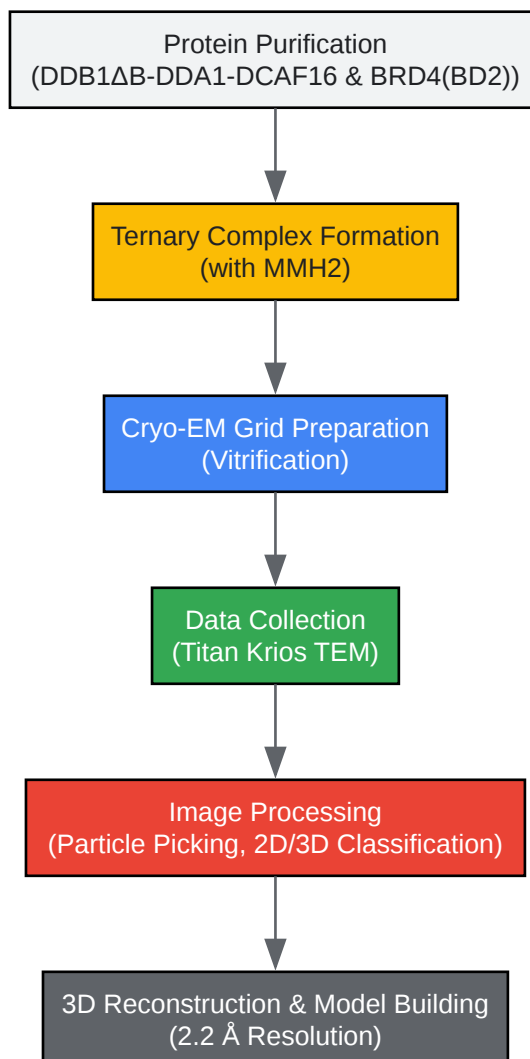 Protein Purification
(DDB1ΔB-DDA1-DCAF16 & BRD4(BD2))
Ternary Complex Formation
(with MMH2)
Cryo-EM Grid Preparation
(Vitrification)
Data Collection
(Titan Krios TEM)
Image Processing
(Particle Picking, 2D/3D Classification)
3D Reconstruction & Model Building
(2.2 Å Resolution)